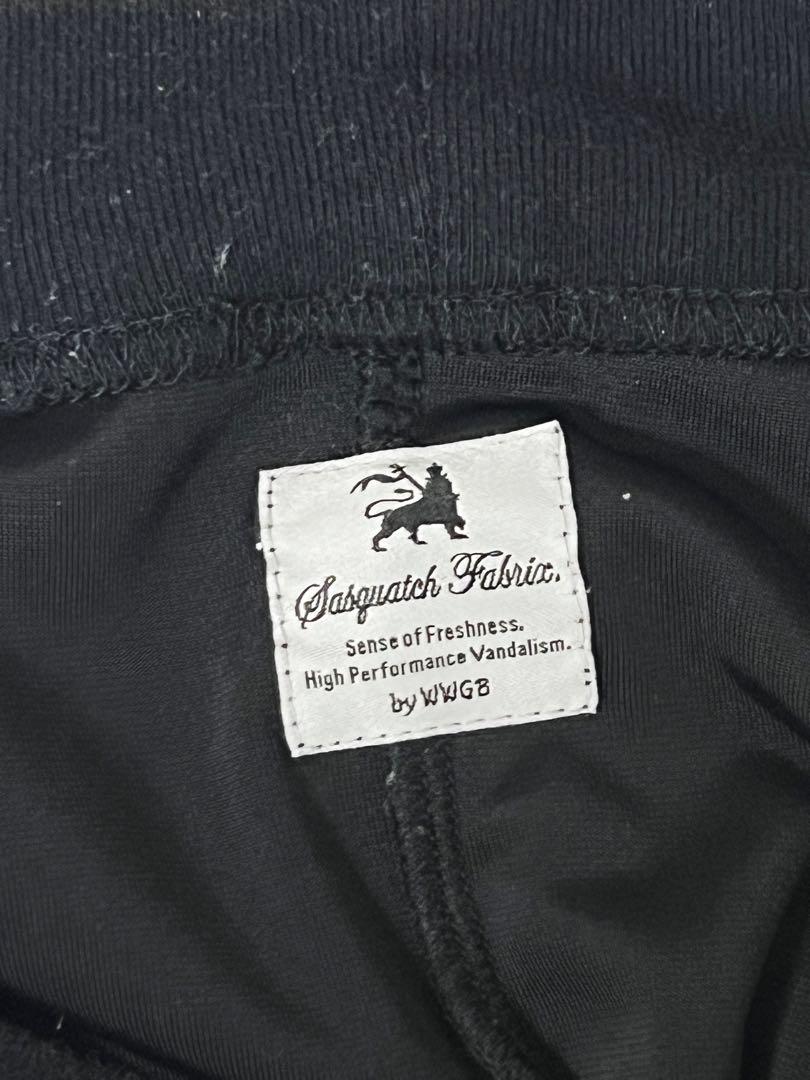 Sasquatch Fabrix.
Sense of Freshness.
High Performance Vandalism.
by WWGB